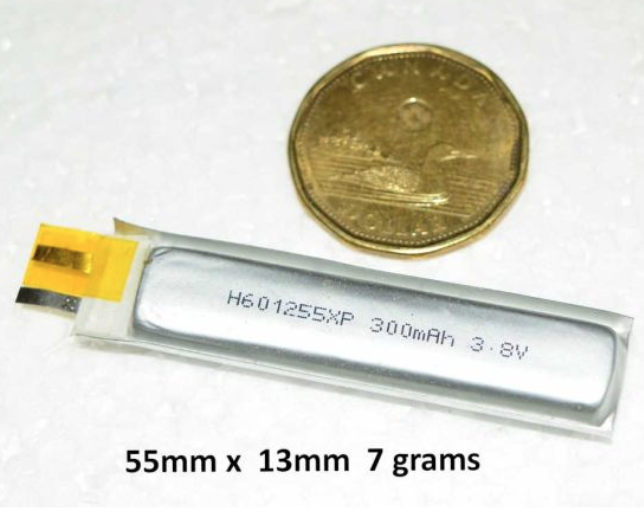 CANADA
DOLLAR
H601255XP 300mAh 3.8V
55mm x 13mm 7 grams